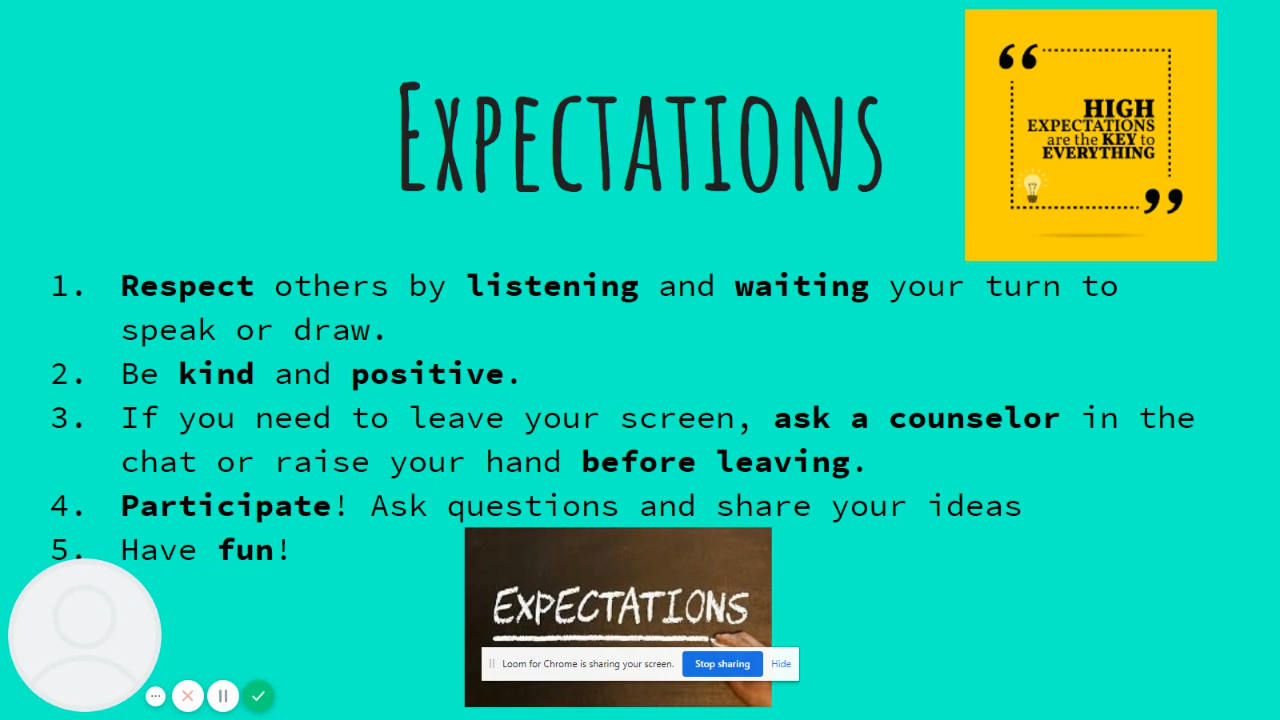 Expectations
“
HIGH
EXPECTATIONS
are the KEY to
EVERYTHING
”
1. Respect others by listening and waiting your turn to
speak or draw.
2. Be kind and positive.
3. If you need to leave your screen, ask a counselor in the
chat or raise your hand before leaving.
4. Participate! Ask questions and share your ideas
5. Have fun!
EXPECTATIONS
Loom for Chrome is sharing your screen. Stop sharing Hide